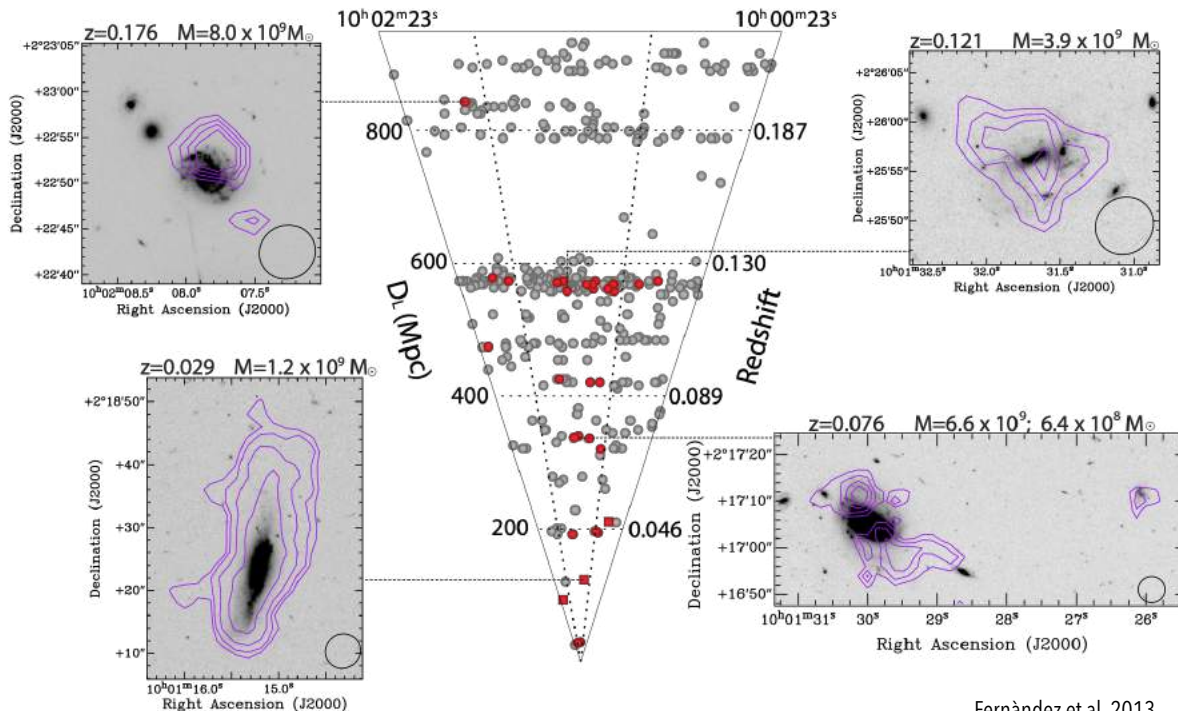 10h02m23s
10h00m23s
z=0.176 M=8.0 x 10⁹M☉
+2°23'05"
+23'00"
+22'55"
+22'50"
+22'45"
+22'40"
Declination (J2000)
10h02m08.5s 08.0s 07.5s
Right Ascension (J2000)
z=0.121 M=3.9 x 10⁹ M☉
+2°26'05"
+26'00"
+25'55"
+25'50"
Declination (J2000)
10h01m32.5s 32.0s 31.5s 31.0s
Right Ascension (J2000)
800 0.187
600 0.130
400 0.089
200 0.046
DL (Mpc)
Redshift
z=0.029 M=1.2 x 10⁹ M☉
+2°18'50"
+40"
+30"
+20"
+10"
Declination (J2000)
10h01m16.0s 15.0s
Right Ascension (J2000)
z=0.076 M=6.6 x 10⁹; 6.4 x 10⁸ M☉
+2°17'20"
+17'10"
+17'00"
+16'50"
Declination (J2000)
10h01m31s 30s 29s 28s 27s 26s
Right Ascension (J2000)
Fernàndez et al. 2013